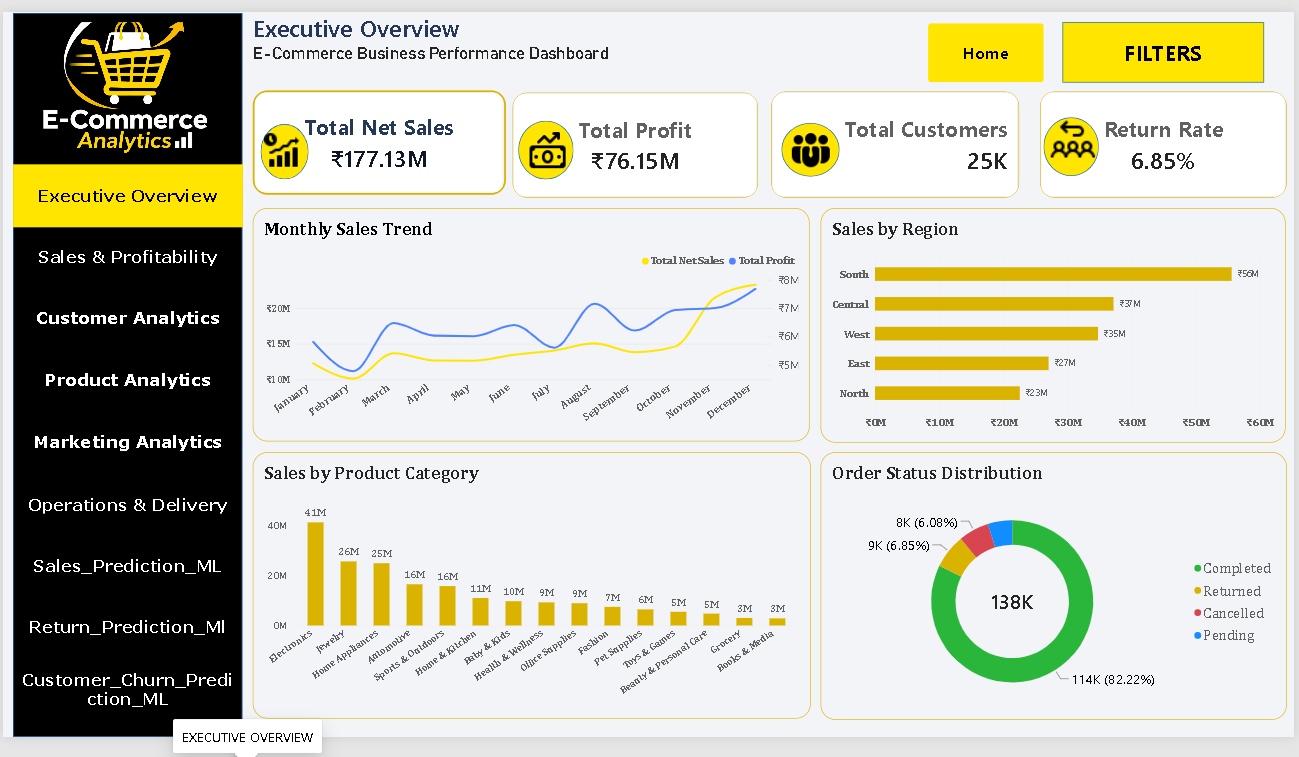 E-Commerce
Analytics
Executive Overview
Sales & Profitability
Customer Analytics
Product Analytics
Marketing Analytics
Operations & Delivery
Sales_Prediction_ML
Return_Prediction_Ml
Customer_Churn_Predi
ction_ML
Executive Overview
E-Commerce Business Performance Dashboard
Home
FILTERS
Total Net Sales
₹177.13M
Total Profit
₹76.15M
Total Customers
25K
Return Rate
6.85%
Monthly Sales Trend
Total Net Sales Total Profit
₹20M
₹15M
₹10M
₹8M
₹7M
₹6M
₹5M
January February March April May June July August September October November December
Sales by Region
South ₹56M
Central ₹37M
West ₹35M
East ₹27M
North ₹23M
₹0M ₹10M ₹20M ₹30M ₹40M ₹50M ₹60M
Sales by Product Category
40M
20M
0M
41M 26M 25M 16M 16M 11M 10M 9M 9M 7M 6M 5M 5M 3M 3M
Electronics Jewelry Home Appliances Automotive Sports & Outdoors Home & Kitchen Baby & Kids Health & Wellness Office Supplies Fashion Pet Supplies Toys & Games Beauty & Personal Care Grocery Books & Media
Order Status Distribution
8K (6.08%)
9K (6.85%)
138K
114K (82.22%)
Completed
Returned
Cancelled
Pending
EXECUTIVE OVERVIEW